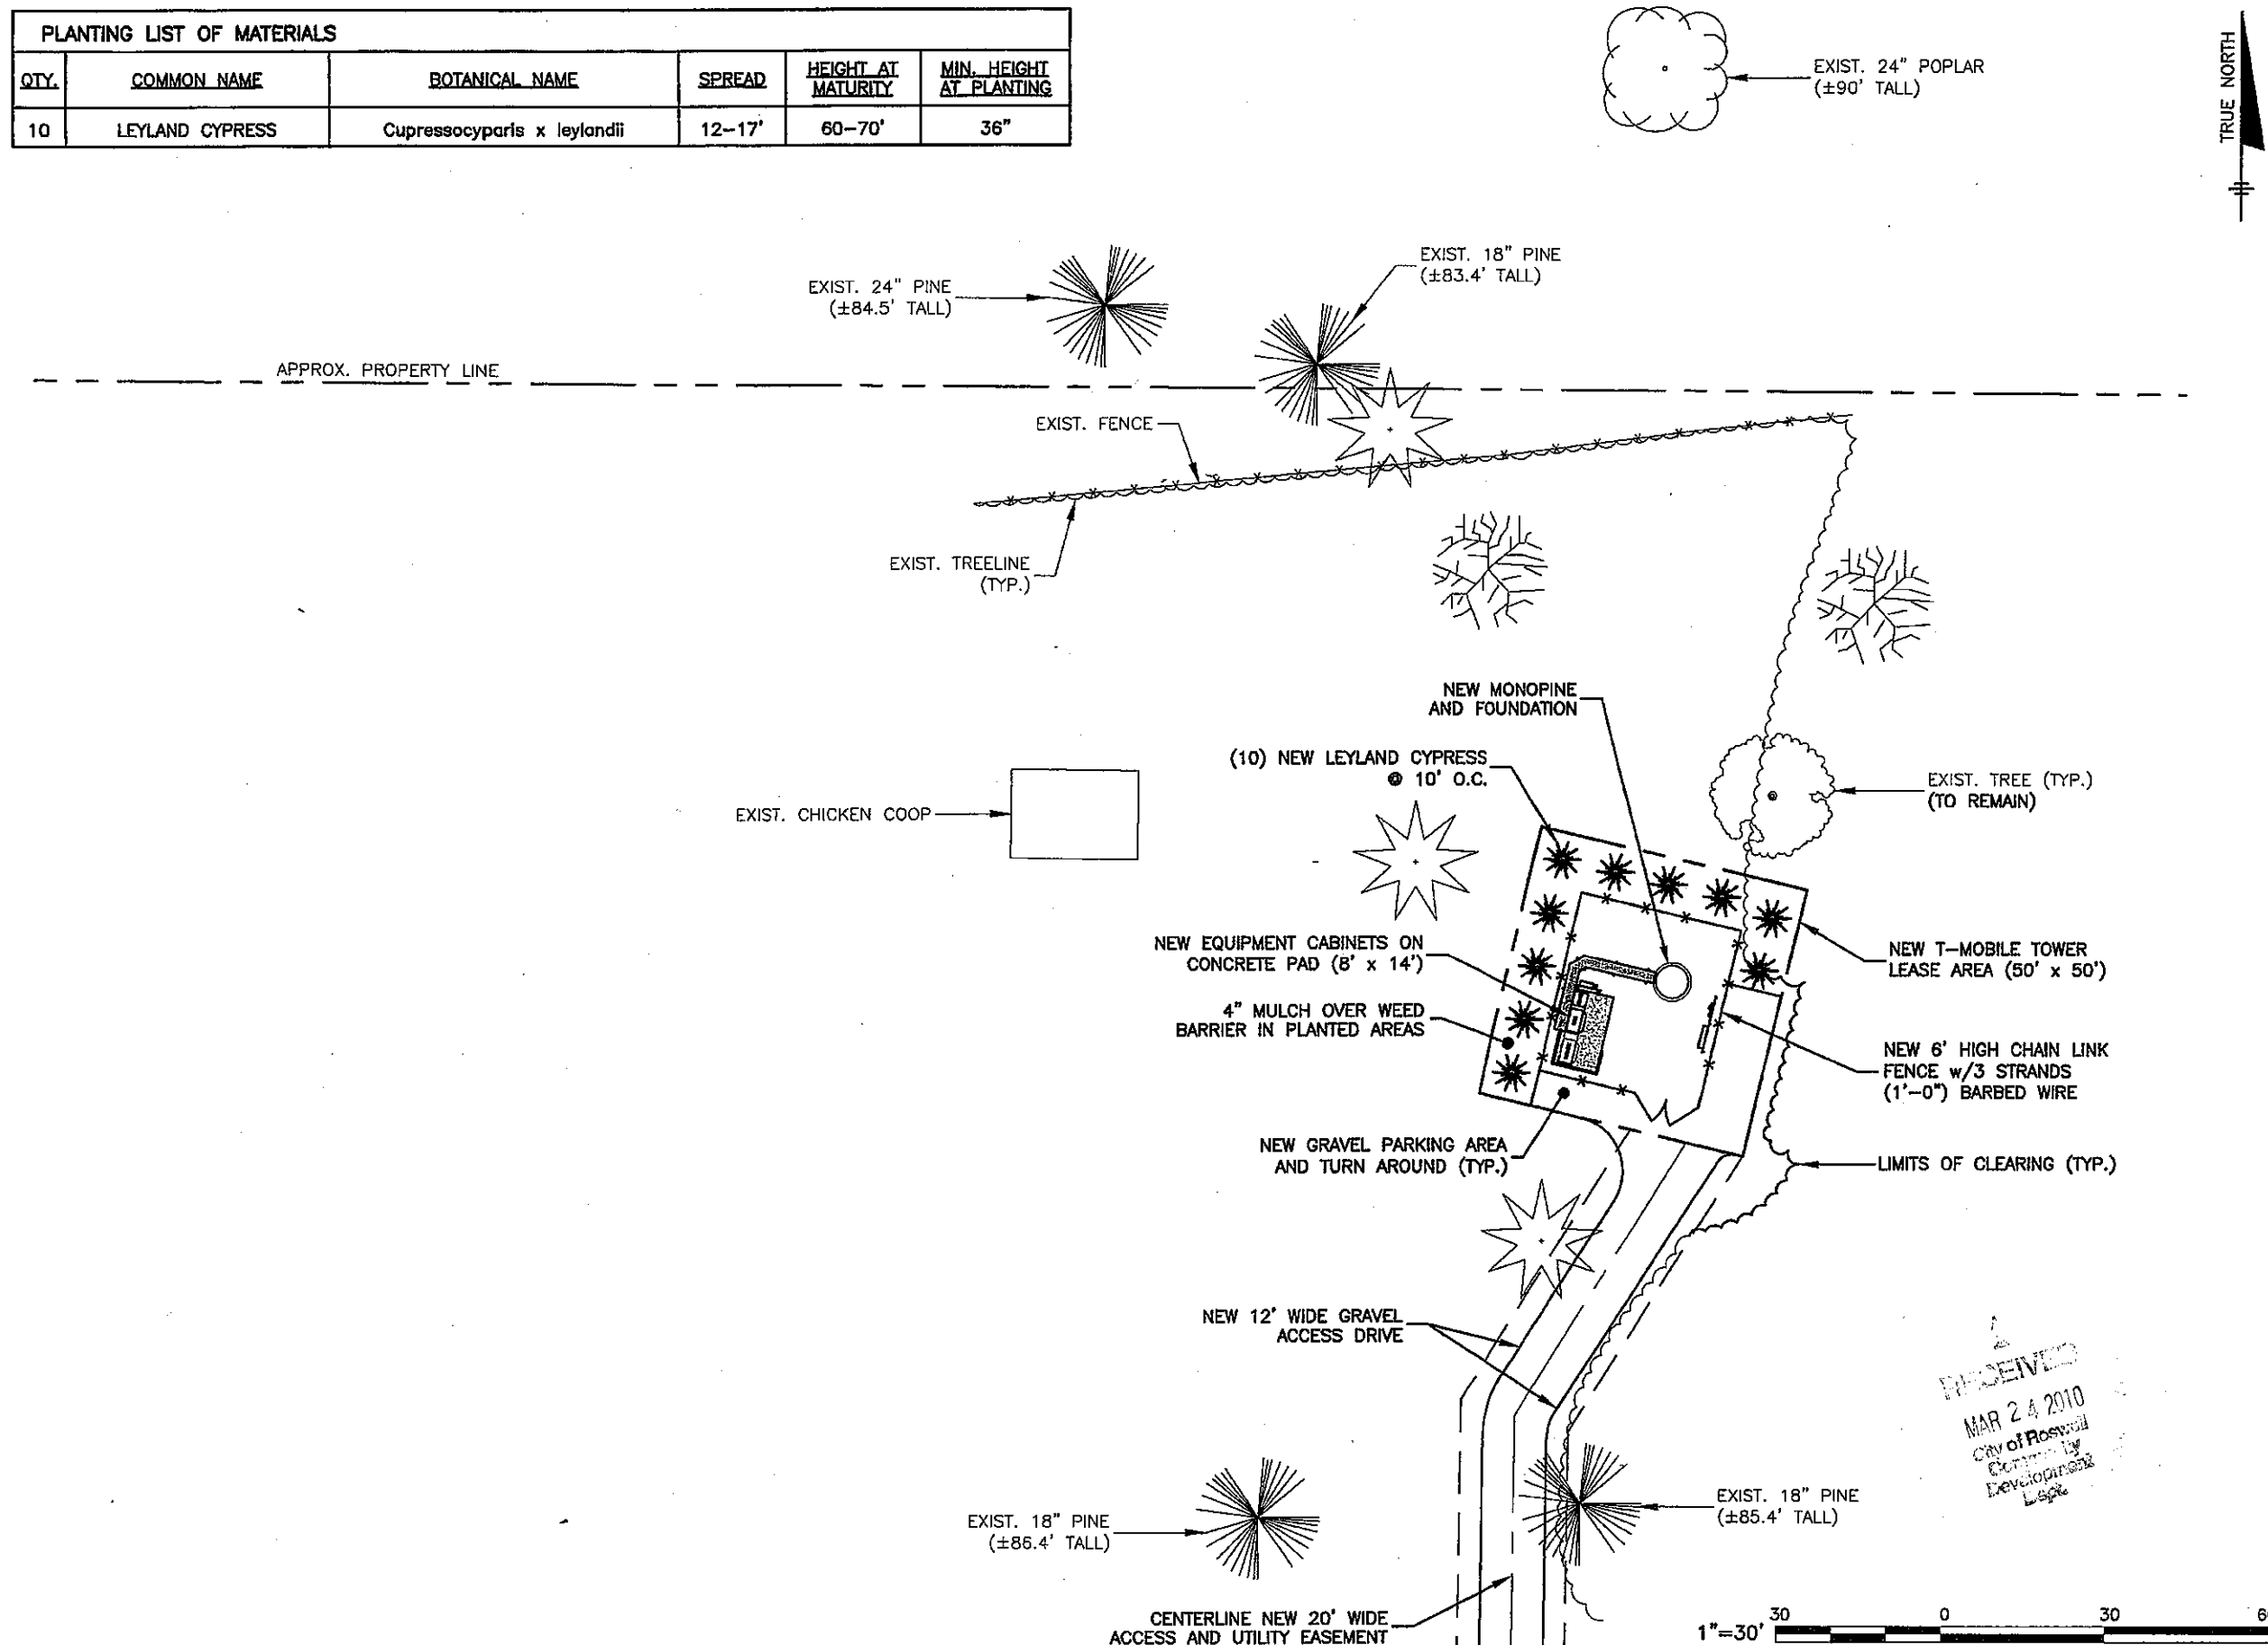 PLANTING LIST OF MATERIALS
QTY. COMMON NAME BOTANICAL NAME SPREAD HEIGHT AT MATURITY MIN. HEIGHT AT PLANTING
10 LEYLAND CYPRESS Cupressocyparis x leylandii 12-17' 60-70' 36"
EXIST. 24" POPLAR
(±90' TALL)
TRUE NORTH
EXIST. 24" PINE
(±84.5' TALL)
EXIST. 18" PINE
(±83.4' TALL)
APPROX. PROPERTY LINE
EXIST. FENCE
EXIST. TREELINE
(TYP.)
NEW MONOPINE
AND FOUNDATION
(10) NEW LEYLAND CYPRESS
@ 10' O.C.
EXIST. TREE (TYP.)
(TO REMAIN)
EXIST. CHICKEN COOP
NEW EQUIPMENT CABINETS ON
CONCRETE PAD (8' x 14')
NEW T-MOBILE TOWER
LEASE AREA (50' x 50')
4" MULCH OVER WEED
BARRIER IN PLANTED AREAS
NEW 6' HIGH CHAIN LINK
FENCE w/3 STRANDS
(1'-0") BARBED WIRE
NEW GRAVEL PARKING AREA
AND TURN AROUND (TYP.)
LIMITS OF CLEARING (TYP.)
NEW 12' WIDE GRAVEL
ACCESS DRIVE
RECEIVED
MAR 24 2010
City of Roswell
Community
Development
Dept.
EXIST. 18" PINE
(±86.4' TALL)
EXIST. 18" PINE
(±85.4' TALL)
CENTERLINE NEW 20' WIDE
ACCESS AND UTILITY EASEMENT
30 0 30
1"=30'